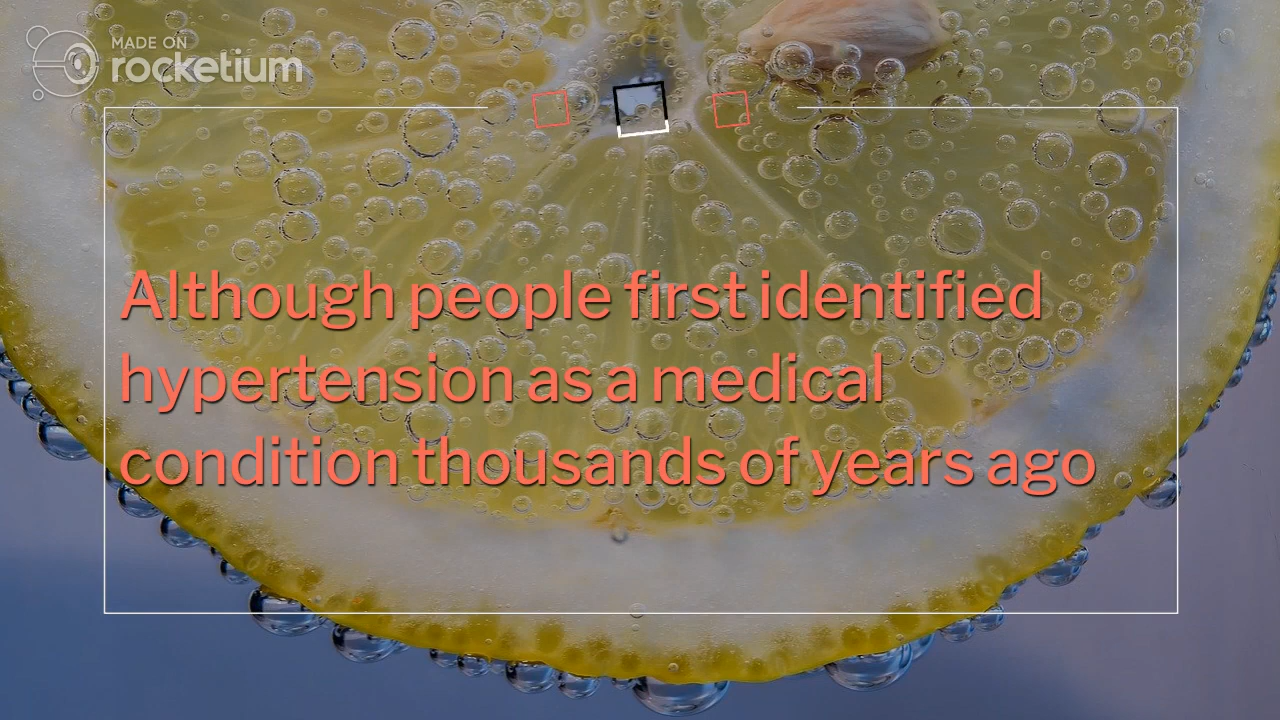 MADE ON
rocketium
Although people first identified
hypertension as a medical
condition thousands of years ago